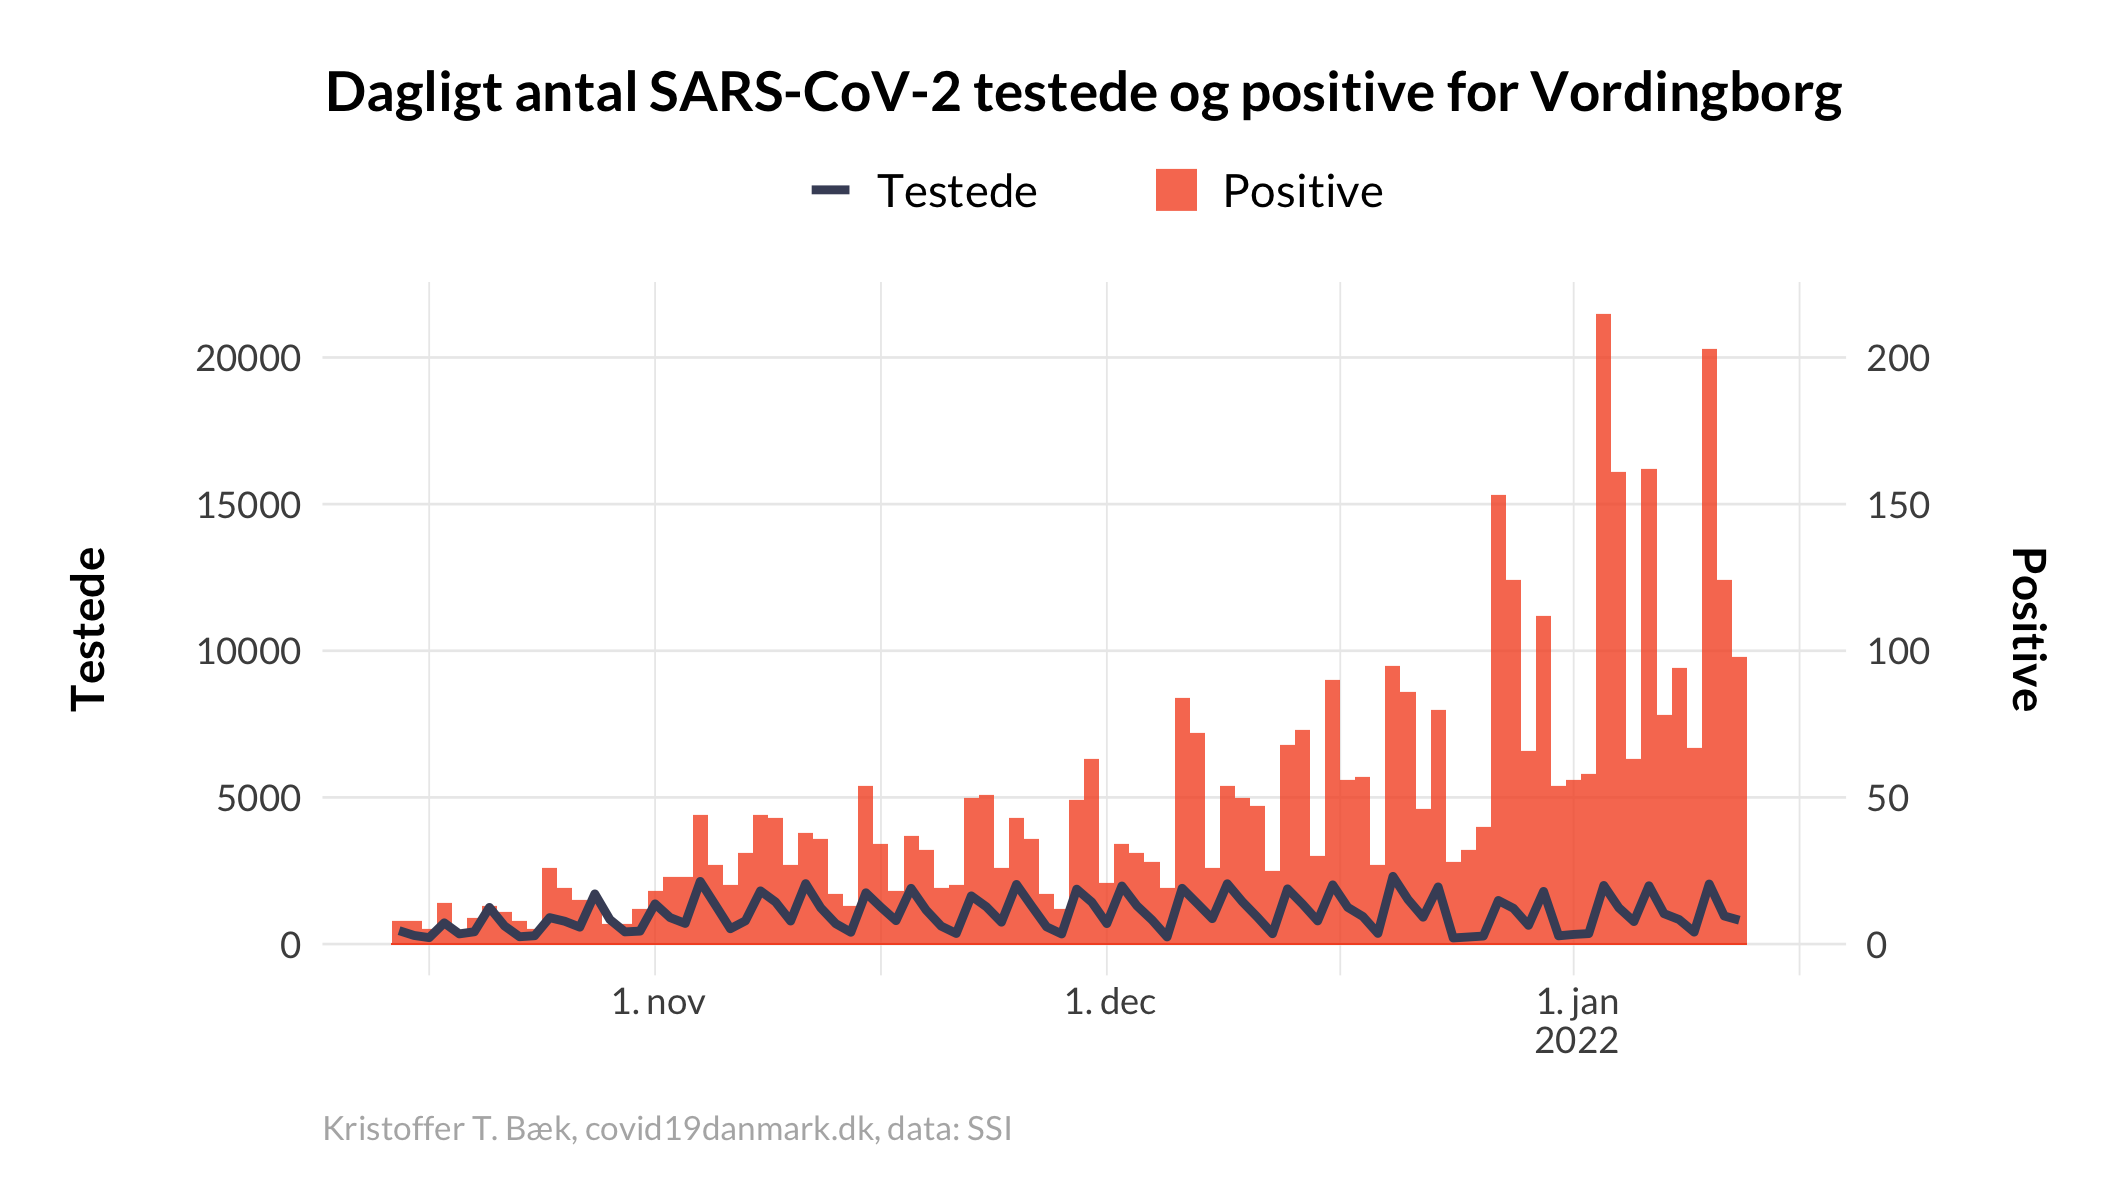 Dagligt antal SARS-CoV-2 testede og positive for Vordingborg
Testede
Positive
20000
15000
10000
5000
0
200
150
100
50
0
Testede
Positive
1. nov
1. dec
1. jan
2022
Kristoffer T. Bæk, covid19danmark.dk, data: SSI